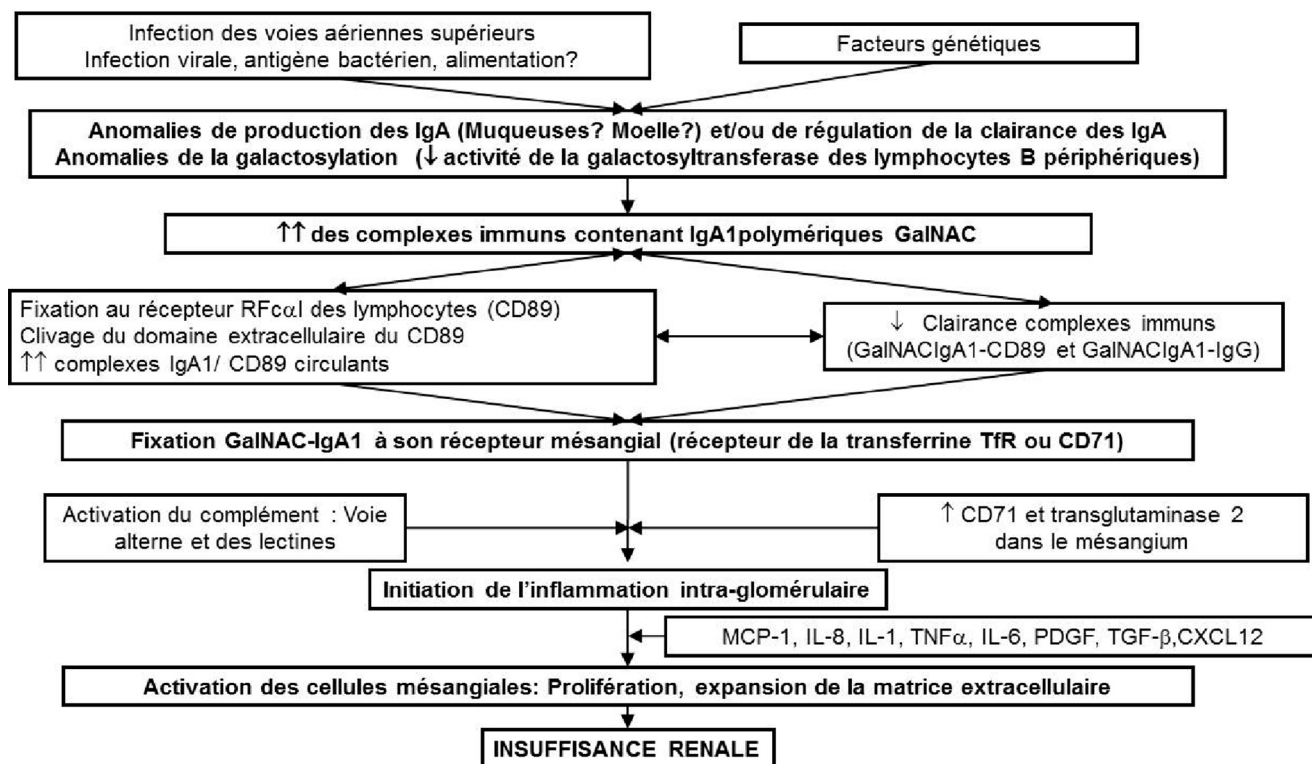 Infection des voies aériennes supérieurs
Infection virale, antigène bactérien, alimentation?
Facteurs génétiques
Anomalies de production des IgA (Muqueuses? Moelle?) et/ou de régulation de la clairance des IgA
Anomalies de la galactosylation (↓ activité de la galactosyltransferase des lymphocytes B périphériques)
↑↑ des complexes immuns contenant IgA1polymériques GalNAC
Fixation au récepteur RFcαI des lymphocytes (CD89)
Clivage du domaine extracellulaire du CD89
↑↑ complexes IgA1/ CD89 circulants
↓ Clairance complexes immuns
(GalNACIgA1-CD89 et GalNACIgA1-IgG)
Fixation GalNAC-IgA1 à son récepteur mésangial (récepteur de la transferrine TfR ou CD71)
Activation du complément : Voie
alterne et des lectines
↑ CD71 et transglutaminase 2
dans le mésangium
Initiation de l'inflammation intra-glomérulaire
MCP-1, IL-8, IL-1, TNFα, IL-6, PDGF, TGF-β,CXCL12
Activation des cellules mésangiales: Prolifération, expansion de la matrice extracellulaire
INSUFFISANCE RENALE